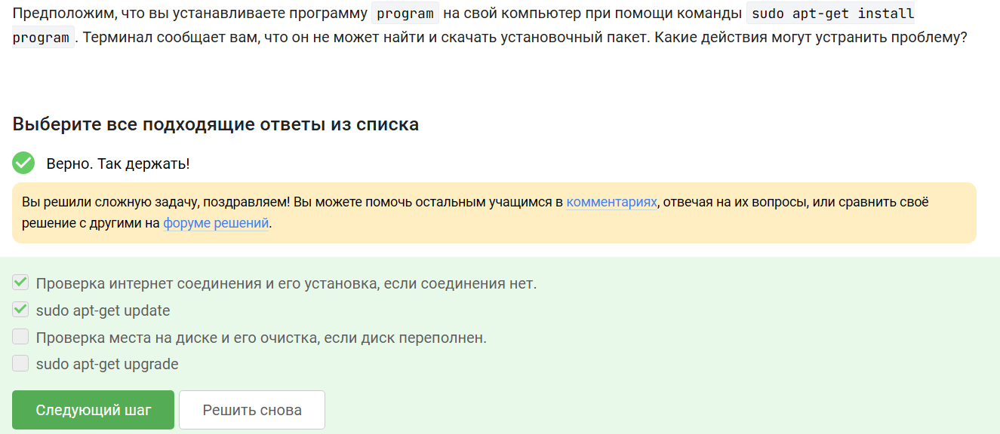 Предположим, что вы устанавливаете программу program на свой компьютер при помощи команды sudo apt-get install
program. Терминал сообщает вам, что он не может найти и скачать установочный пакет. Какие действия могут устранить проблему?
Выберите все подходящие ответы из списка
Верно. Так держать!
Вы решили сложную задачу, поздравляем! Вы можете помочь остальным учащимся в комментариях, отвечая на их вопросы, или сравнить своё
решение с другими на форуме решений.
Проверка интернет соединения и его установка, если соединения нет.
sudo apt-get update
Проверка места на диске и его очистка, если диск переполнен.
sudo apt-get upgrade
Следующий шаг Решить снова